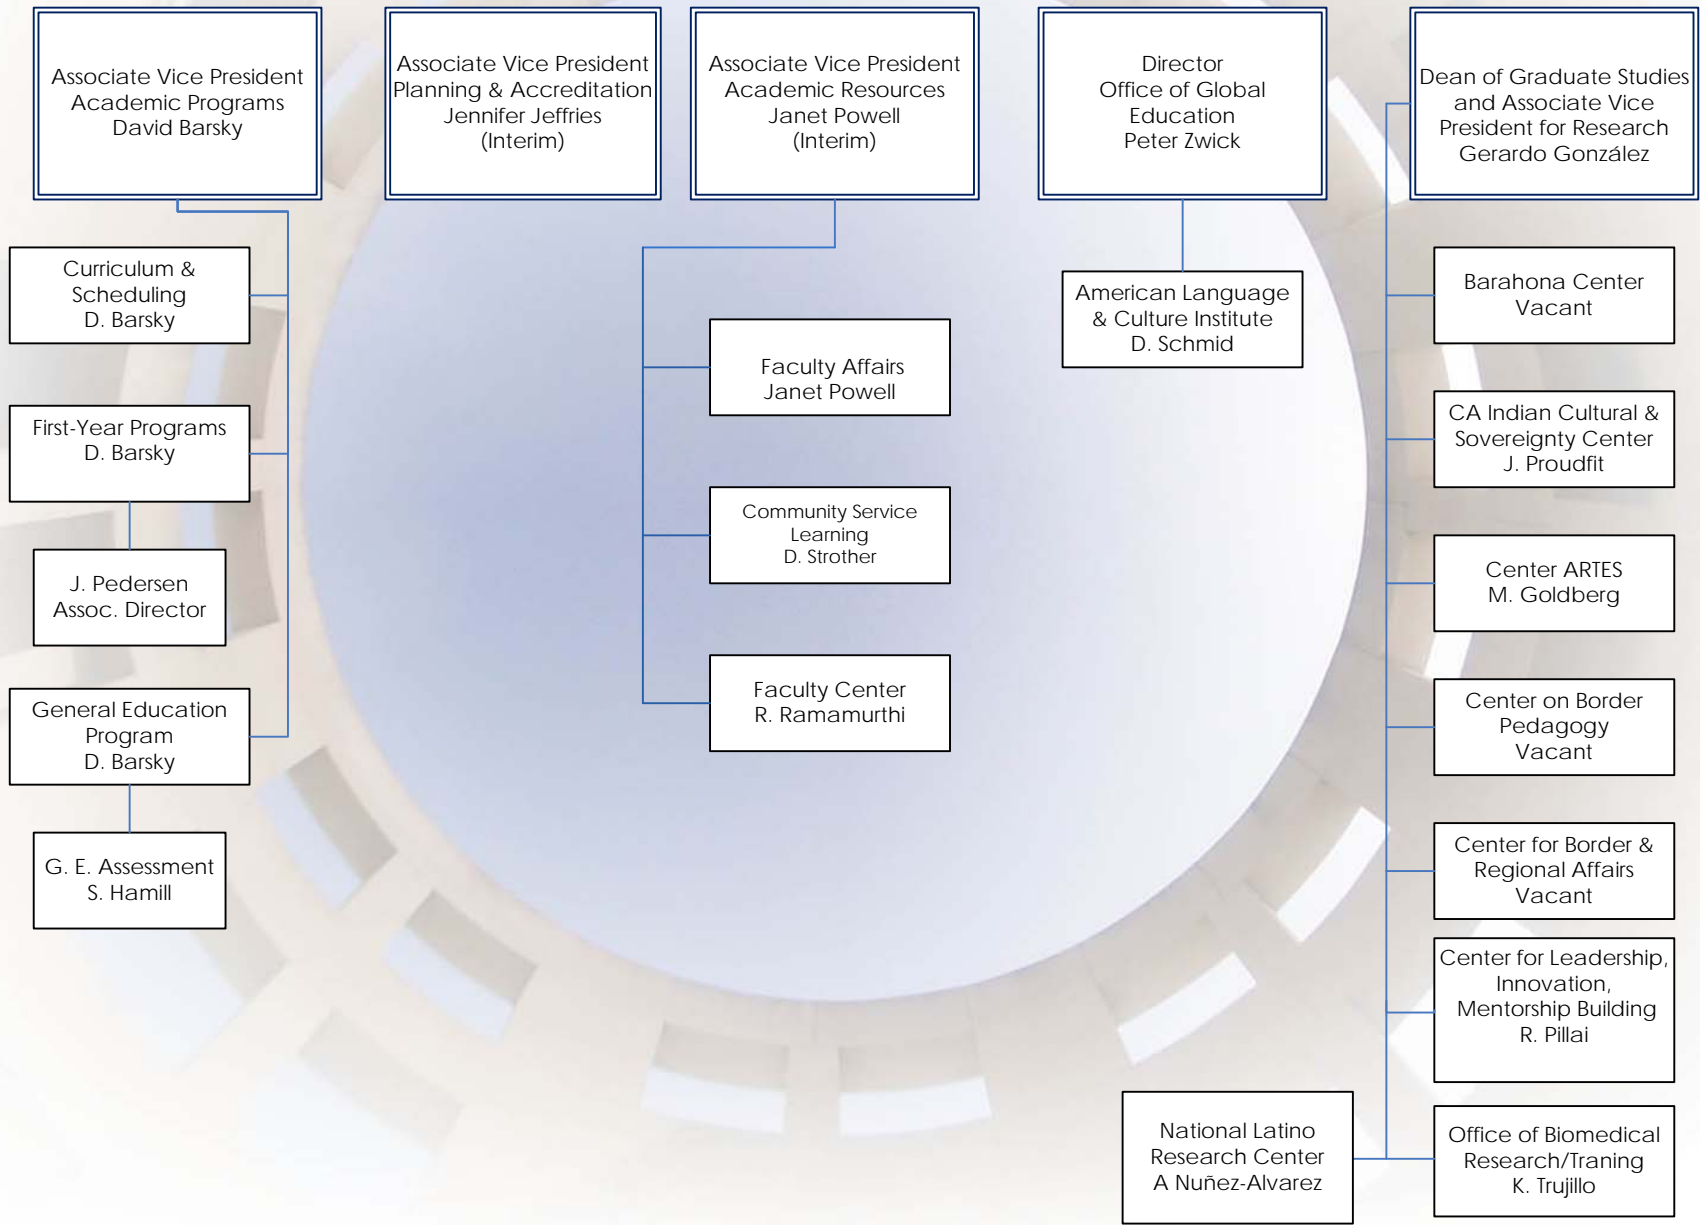 Associate Vice President
Academic Programs
David Barsky
Associate Vice President
Planning & Accreditation
Jennifer Jeffries
(Interim)
Associate Vice President
Academic Resources
Janet Powell
(Interim)
Director
Office of Global
Education
Peter Zwick
Dean of Graduate Studies
and Associate Vice
President for Research
Gerardo González
Curriculum &
Scheduling
D. Barsky
First-Year Programs
D. Barsky
J. Pedersen
Assoc. Director
General Education
Program
D. Barsky
G. E. Assessment
S. Hamill
Faculty Affairs
Janet Powell
Community Service
Learning
D. Strother
Faculty Center
R. Ramamurthi
American Language
& Culture Institute
D. Schmid
Barahona Center
Vacant
CA Indian Cultural &
Sovereignty Center
J. Proudfit
Center ARTES
M. Goldberg
Center on Border
Pedagogy
Vacant
Center for Border &
Regional Affairs
Vacant
Center for Leadership,
Innovation,
Mentorship Building
R. Pillai
National Latino
Research Center
A Nuñez-Alvarez
Office of Biomedical
Research/Traning
K. Trujillo